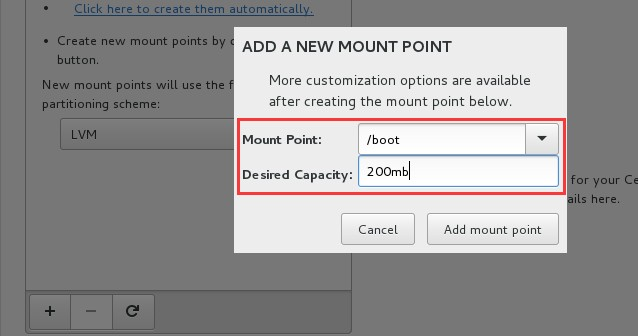 Click here to create them automatically.
• Create new mount points by c
button.
New mount points will use the f
partitioning scheme:
LVM
ADD A NEW MOUNT POINT
More customization options are available
after creating the mount point below.
Mount Point:
/boot
Desired Capacity:
200mb
Cancel
Add mount point
for your Ce
ails here.